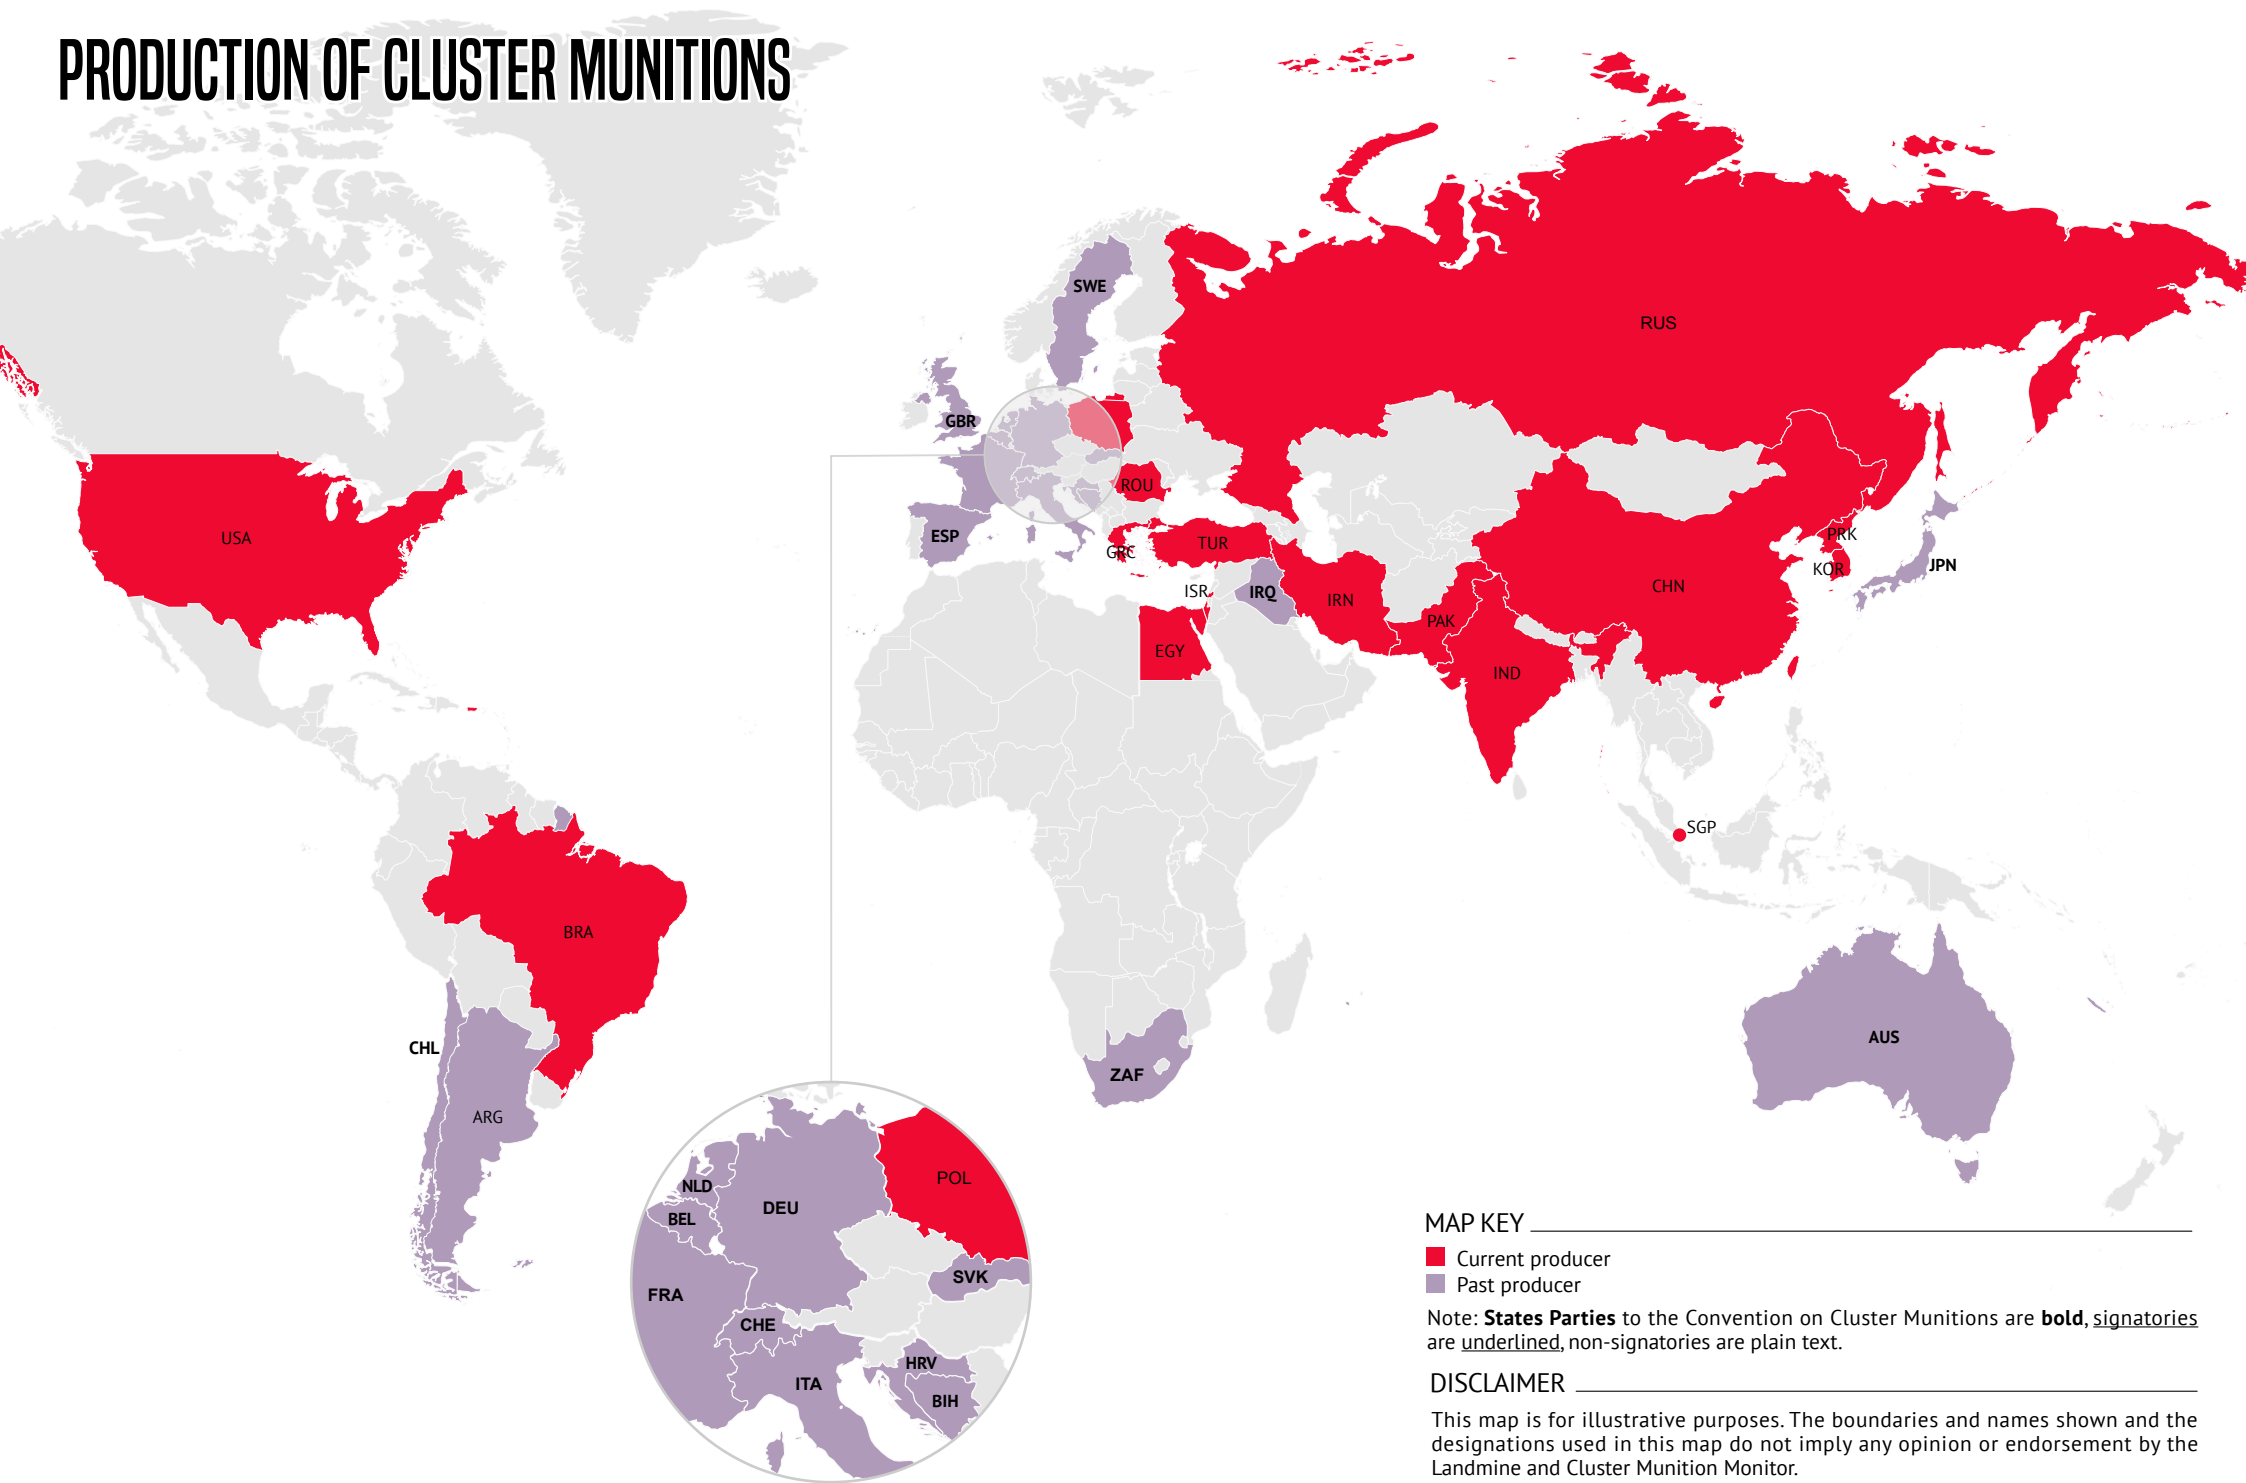 PRODUCTION OF CLUSTER MUNITIONS
SWE
RUS
GBR
USA
ROU
ESP
GRC
TUR
PRK
KOR
JPN
ISR
IRQ
IRN
CHN
PAK
EGY
IND
SGP
BRA
CHL
ARG
ZAF
AUS
POL
NLD
DEU
BEL
SVK
FRA
CHE
HRV
ITA
BIH
MAP KEY
Current producer
Past producer
Note: States Parties to the Convention on Cluster Munitions are bold, signatories
are underlined, non-signatories are plain text.
DISCLAIMER
This map is for illustrative purposes. The boundaries and names shown and the
designations used in this map do not imply any opinion or endorsement by the
Landmine and Cluster Munition Monitor.